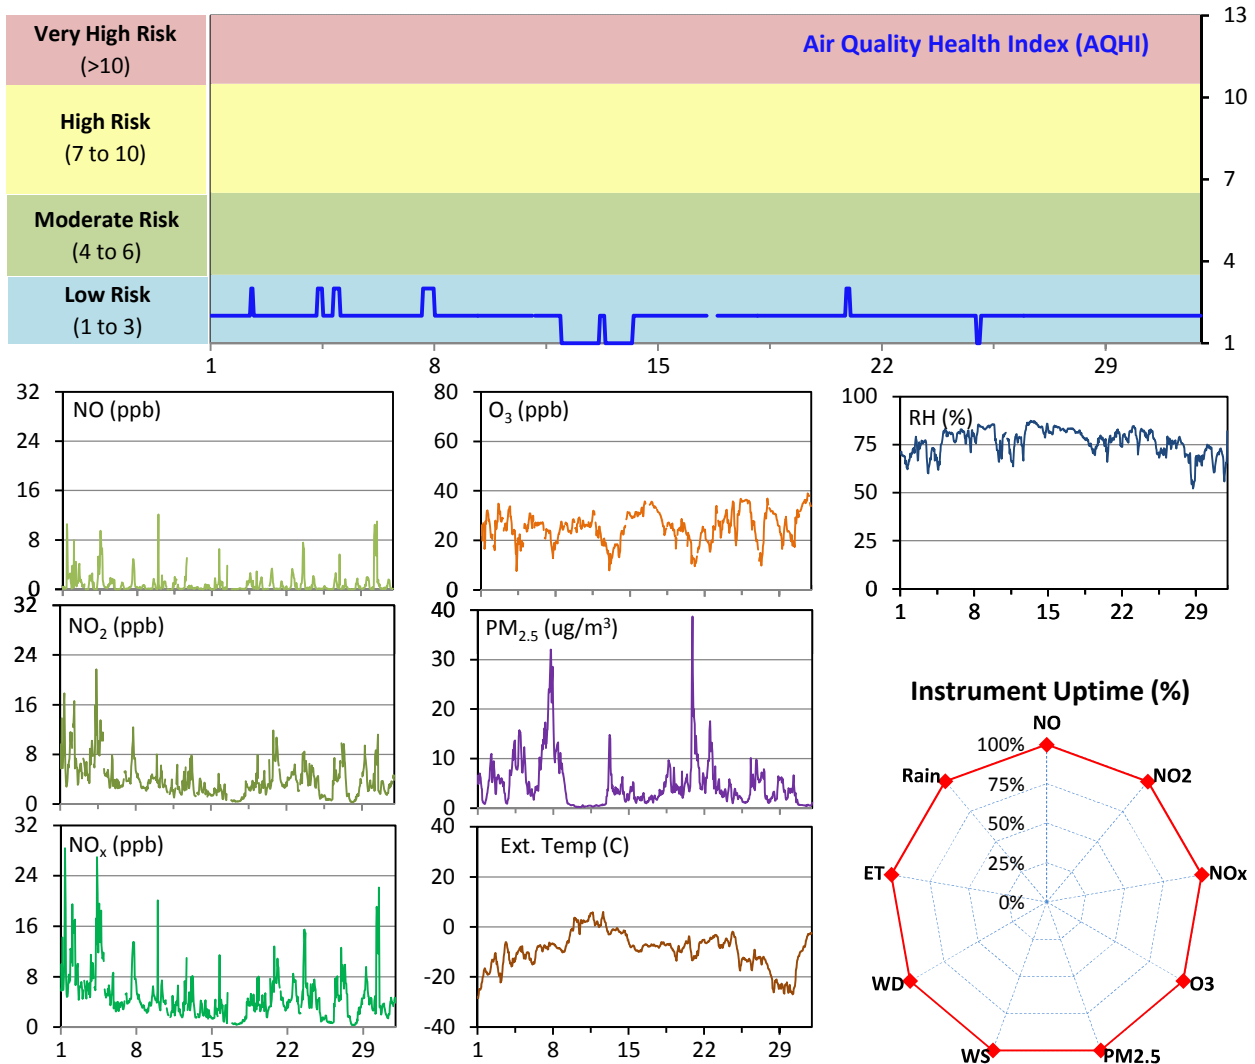 Very High Risk
(>10)
High Risk
(7 to 10)
Moderate Risk
(4 to 6)
Low Risk
(1 to 3)
Air Quality Health Index (AQHI)
13
10
7
4
1
1 8 15 22 29
NO (ppb)
32
24
16
8
0
O3 (ppb)
80
60
40
20
0
RH (%)
100
75
50
25
0
1 8 15 22 29
NO2 (ppb)
32
24
16
8
0
PM2.5 (ug/m³)
40
30
20
10
0
NOx (ppb)
32
24
16
8
0
1 8 15 22 29
Ext. Temp (C)
40
20
0
-20
-40
1 8 15 22 29
Instrument Uptime (%)
NO
NO2
NOx
O3
PM2.5
WS
WD
ET
Rain
100%
75%
50%
25%
0%